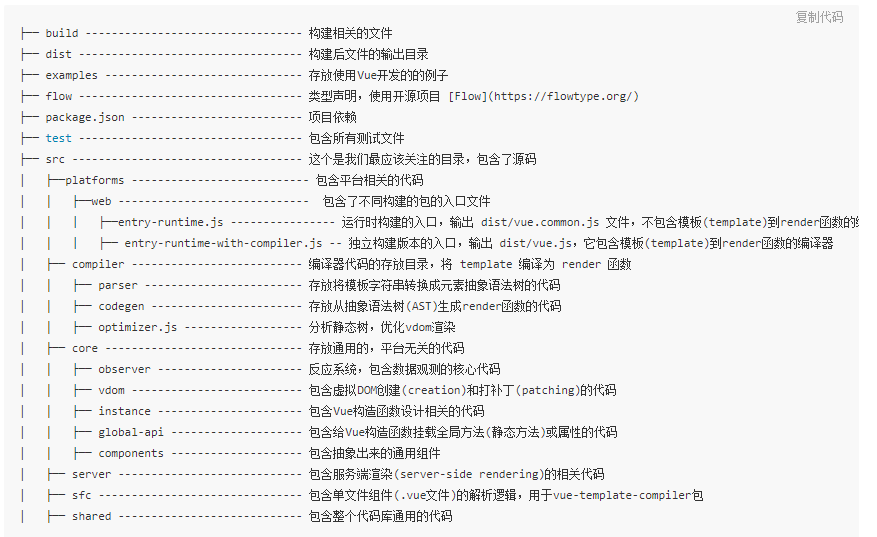 复制代码
├── build --------------------------------- 构建相关的文件
├── dist ---------------------------------- 构建后文件的输出目录
├── examples ------------------------------ 存放使用Vue开发的的例子
├── flow ---------------------------------- 类型声明，使用开源项目 [Flow](https://flowtype.org/)
├── package.json -------------------------- 项目依赖
├── test ---------------------------------- 包含所有测试文件
├── src ----------------------------------- 这个是我们最应该关注的目录，包含了源码
│   ├──platforms --------------------------- 包含平台相关的代码
│   │   ├──web -----------------------------  包含了不同构建的包的入口文件
│   │   │   ├──entry-runtime.js ---------------- 运行时构建的入口，输出 dist/vue.common.js 文件，不包含模板(template)到render函数的
│   │   │   ├── entry-runtime-with-compiler.js -- 独立构建版本的入口，输出 dist/vue.js，它包含模板(template)到render函数的编译器
│   ├── compiler -------------------------- 编译器代码的存放目录，将 template 编译为 render 函数
│   │   ├── parser ------------------------ 存放将模板字符串转换成元素抽象语法树的代码
│   │   ├── codegen ----------------------- 存放从抽象语法树(AST)生成render函数的代码
│   │   ├── optimizer.js ------------------ 分析静态树，优化vdom渲染
│   ├── core ------------------------------ 存放通用的，平台无关的代码
│   │   ├── observer ---------------------- 反应系统，包含数据观测的核心代码
│   │   ├── vdom -------------------------- 包含虚拟DOM创建(creation)和打补丁(patching)的代码
│   │   ├── instance ---------------------- 包含Vue构造函数设计相关的代码
│   │   ├── global-api -------------------- 包含给Vue构造函数挂载全局方法(静态方法)或属性的代码
│   │   ├── components -------------------- 包含抽象出来的通用组件
│   ├── server ---------------------------- 包含服务端渲染(server-side rendering)的相关代码
│   ├── sfc ------------------------------- 包含单文件组件(.vue文件)的解析逻辑，用于vue-template-compiler包
│   ├── shared ---------------------------- 包含整个代码库通用的代码